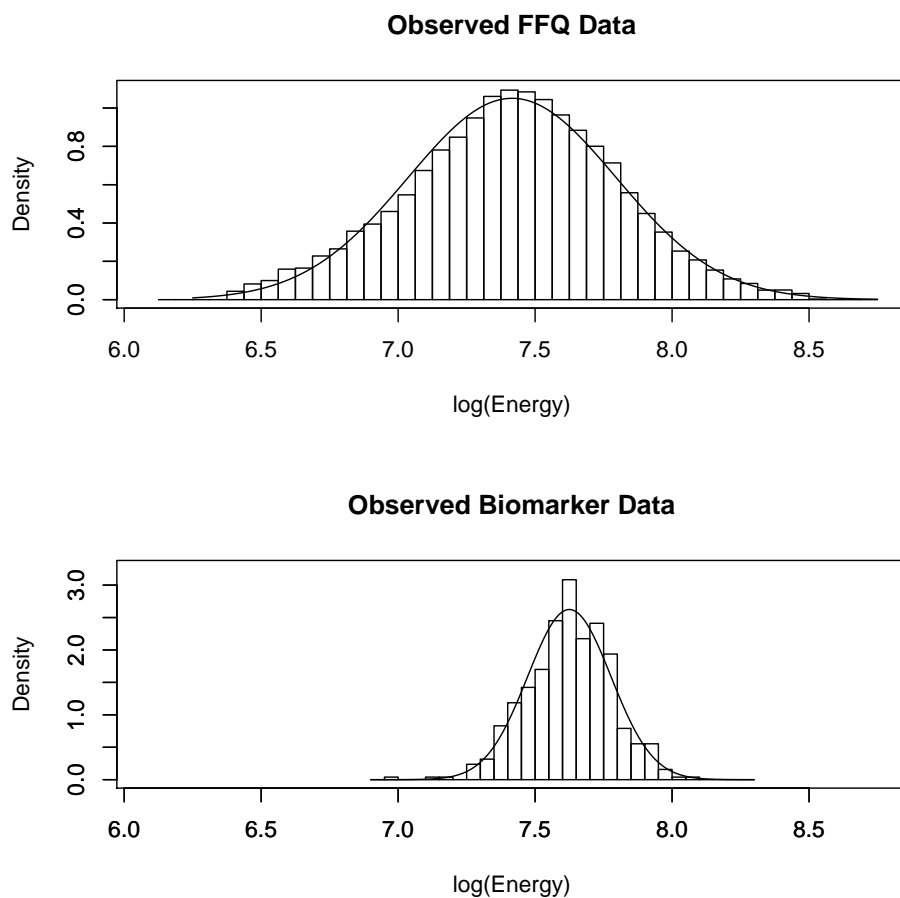 Observed FFQ Data
Density
0.0 0.4 0.8
6.0 6.5 7.0 7.5 8.0 8.5
log(Energy)
Observed Biomarker Data
Density
0.0 1.0 2.0 3.0
6.0 6.5 7.0 7.5 8.0 8.5
log(Energy)